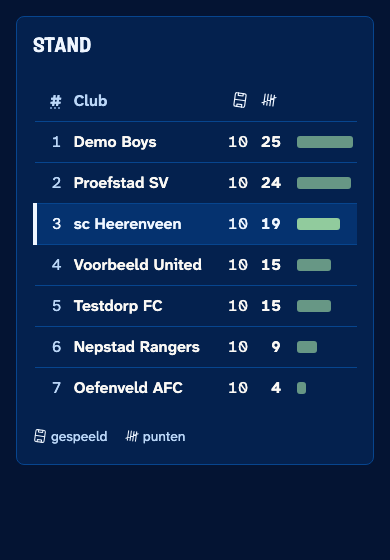 STAND
# Club
1 Demo Boys 10 25
2 Proefstad SV 10 24
3 sc Heerenveen 10 19
4 Voorbeeld United 10 15
5 Testdorp FC 10 15
6 Nepstad Rangers 10 9
7 Oefenveld AFC 10 4
gespeeld punten